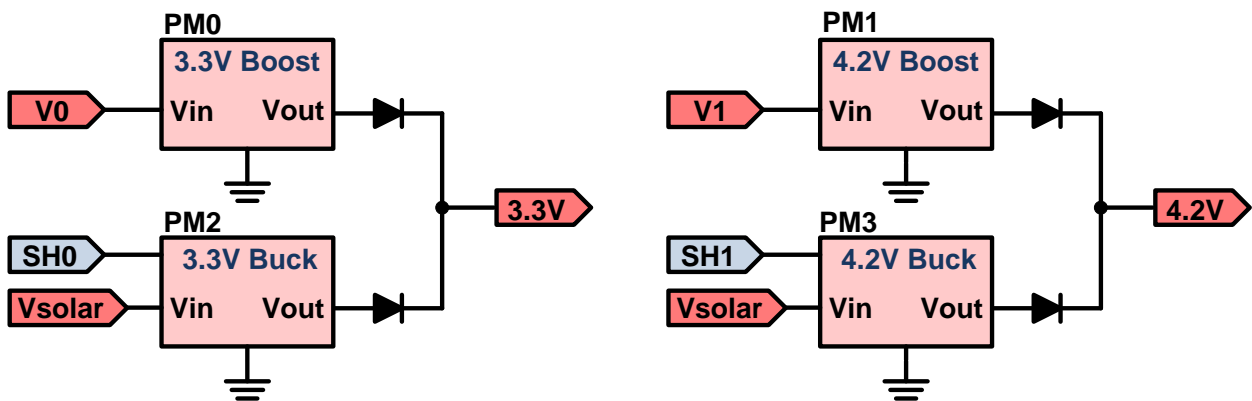 PM0
3.3V Boost
V0
Vin Vout
3.3V
PM2
SH0
3.3V Buck
Vsolar
Vin Vout
PM1
4.2V Boost
V1
Vin Vout
4.2V
PM3
SH1
4.2V Buck
Vsolar
Vin Vout